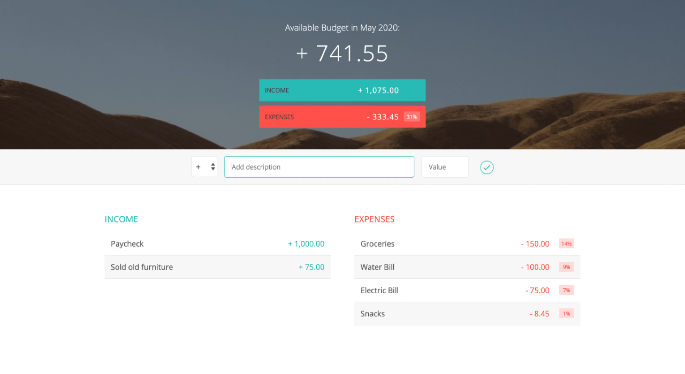 Available Budget in May 2020:
+ 741.55
INCOME + 1,075.00
EXPENSES - 333.45 31%
+ Add description Value
INCOME
Paycheck + 1,000.00
Sold old furniture + 75.00
EXPENSES
Groceries - 150.00 14%
Water Bill - 100.00 9%
Electric Bill - 75.00 7%
Snacks - 8.45 1%